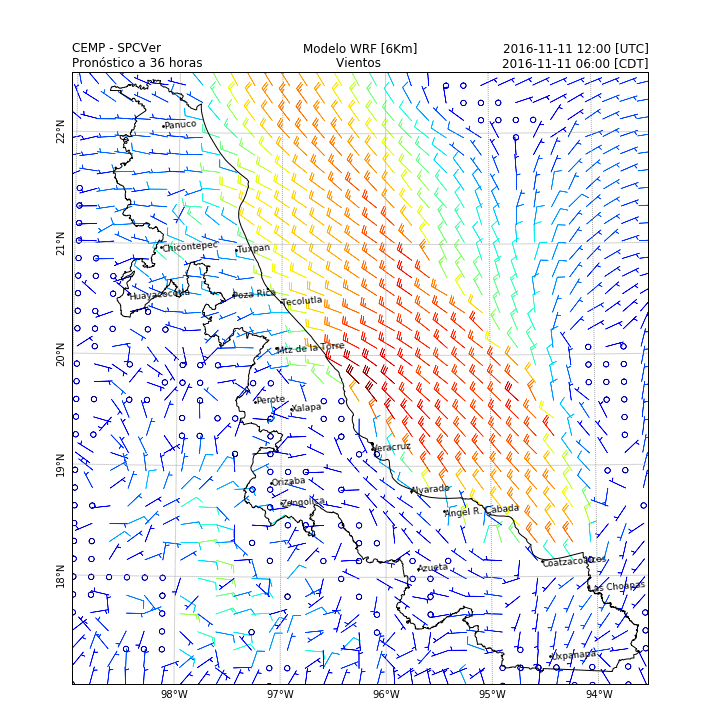 CEMP - SPCVer
Modelo WRF [6Km]
2016-11-11 12:00 [UTC]
Pronóstico a 36 horas
Vientos
2016-11-11 06:00 [CDT]
22°N
Panuco
21°N
Chicontepec
Tuxpan
Huayacocotla
Poza Rica
Tecolutla
20°N
Mtz de la Torre
Perote
Xalapa
19°N
Veracruz
Orizaba
Alvarado
Zongolica
Angel R. Cabada
18°N
Azueta
Coatzacoalcos
Las Choapas
Uxpanapa
98°W
97°W
96°W
95°W
94°W